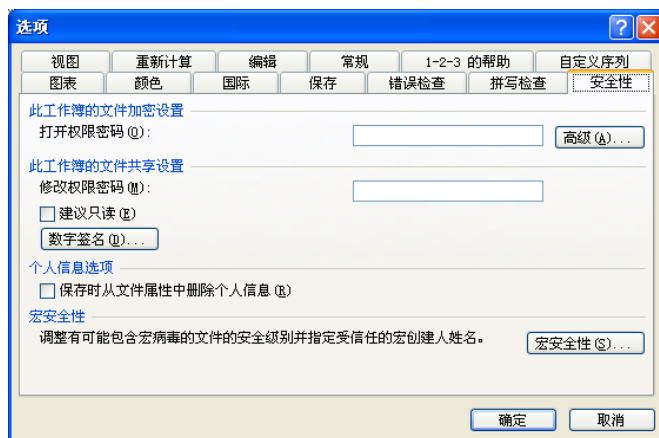 选项
视图 重新计算 编辑 常规 1-2-3 的帮助 自定义序列
图表 颜色 国际 保存 错误检查 拼写检查 安全性
此工作簿的文件加密设置
打开权限密码(O): 高级(A)...
此工作簿的文件共享设置
修改权限密码(M):
建议只读(E)
数字签名(D)...
个人信息选项
保存时从文件属性中删除个人信息(R)
宏安全性
调整有可能包含宏病毒的文件的安全级别并指定受信任的宏创建人姓名。 宏安全性(S)...
确定 取消